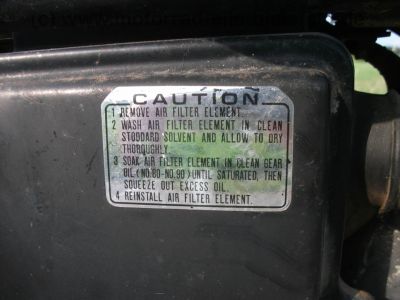 CAUTION
1 REMOVE AIR FILTER ELEMENT.
2 WASH AIR FILTER ELEMENT IN CLEAN
STODDARD SOLVENT AND ALLOW TO DRY
THOROUGHLY.
3 SOAK AIR FILTER ELEMENT IN CLEAN GEAR
OIL (NO.80-NO.90) UNTIL SATURATED, THEN
SQUEEZE OUT EXCESS OIL.
4 REINSTALL AIR FILTER ELEMENT.